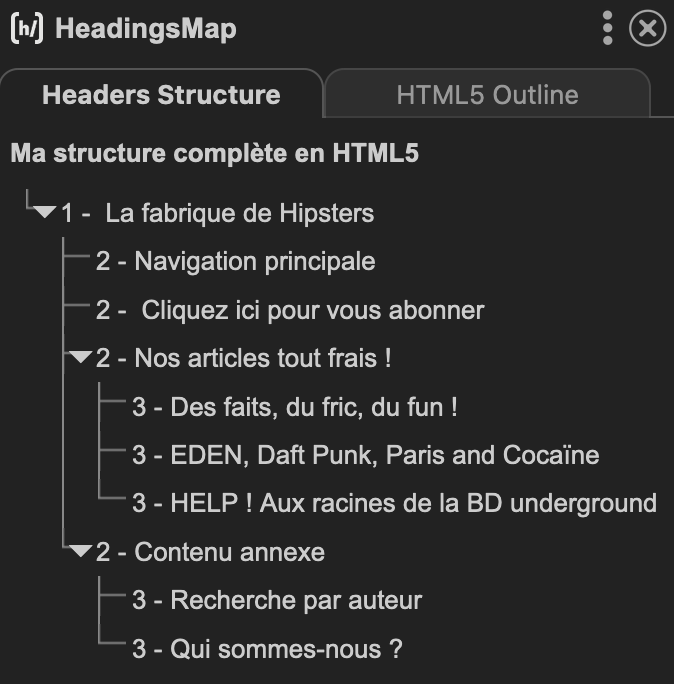 [h/] HeadingsMap
Headers Structure
HTML5 Outline
Ma structure complète en HTML5
1 - La fabrique de Hipsters
2 - Navigation principale
2 - Cliquez ici pour vous abonner
2 - Nos articles tout frais !
3 - Des faits, du fric, du fun !
3 - EDEN, Daft Punk, Paris and Cocaïne
3 - HELP ! Aux racines de la BD underground
2 - Contenu annexe
3 - Recherche par auteur
3 - Qui sommes-nous ?